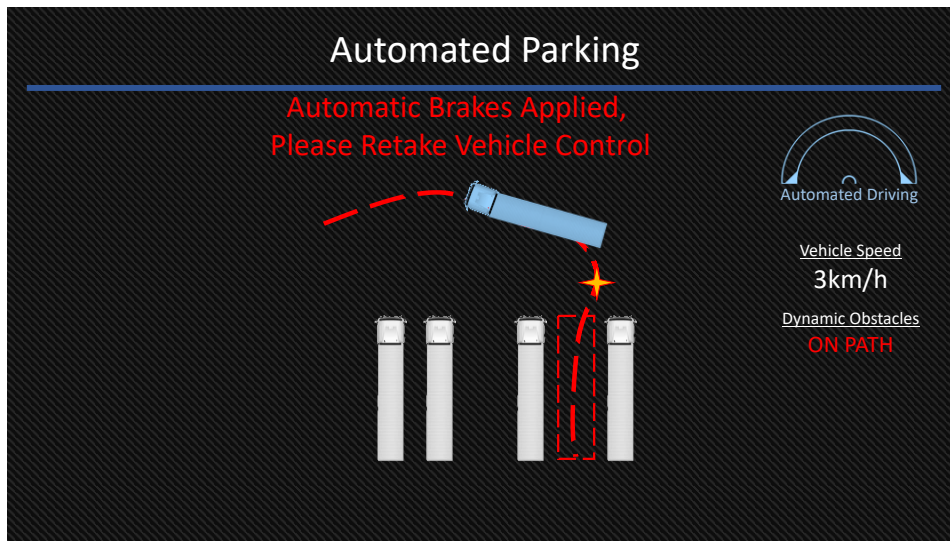 Automated Parking
Automatic Brakes Applied,
Please Retake Vehicle Control
Automated Driving
Vehicle Speed
3km/h
Dynamic Obstacles
ON PATH